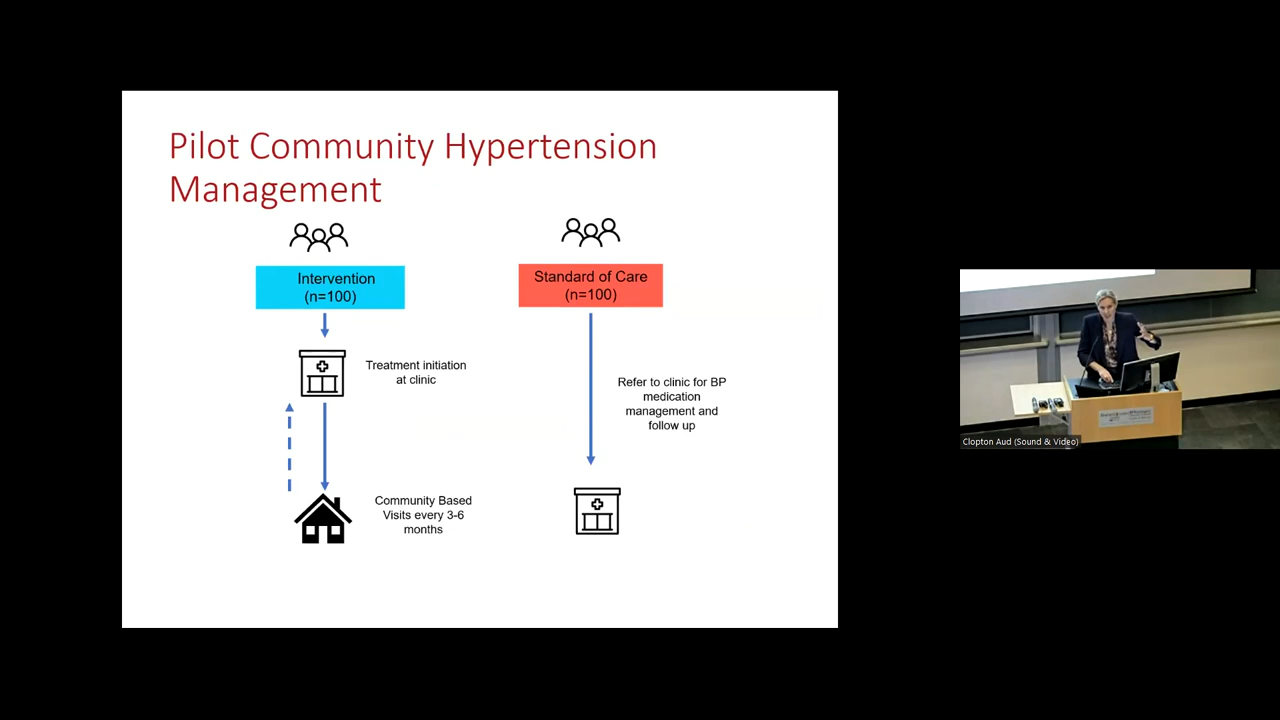 Pilot Community Hypertension
Management
Intervention
(n=100)
Standard of Care
(n=100)
Treatment initiation
at clinic
Refer to clinic for BP
medication
management and
follow up
Community Based
Visits every 3-6
months
Clopton Aud (Sound & Video)